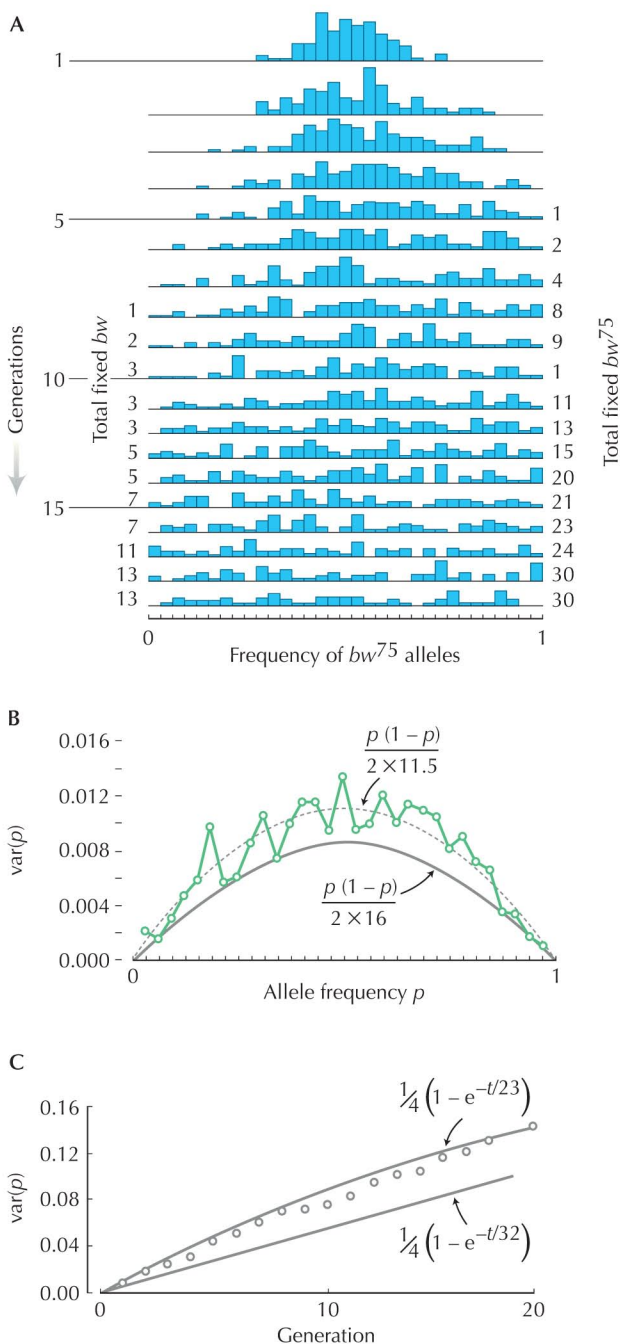 A
1
5 1
2
4
1 8
2 9
10 3 1
3 11
3 13
5 15
5 20
15 7 21
7 23
11 24
13 30
13 30
Generations
Total fixed bw
Total fixed bw⁷⁵
0 1
Frequency of bw⁷⁵ alleles
B
0.016
0.012
0.008
0.004
0.000
var(p)
p (1 – p)
2 × 11.5
p (1 – p)
2 × 16
0 1
Allele frequency p
C
0.16
0.12
0.08
0.04
0.00
var(p)
1/4 (1 – e^–t/23)
1/4 (1 – e^–t/32)
0 10 20
Generation